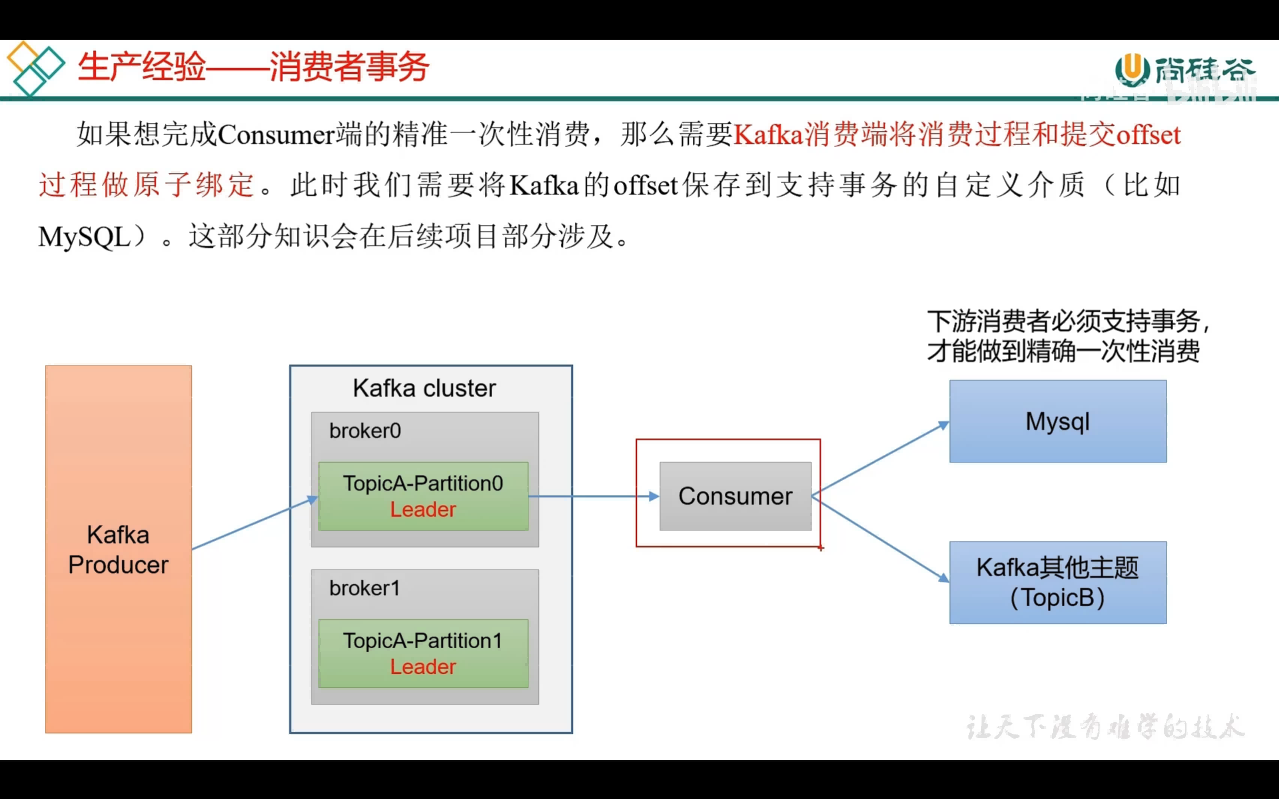 生产经验——消费者事务
尚硅谷
如果想完成Consumer端的精准一次性消费，那么需要Kafka消费端将消费过程和提交offset
过程做原子绑定。此时我们需要将Kafka的offset保存到支持事务的自定义介质（比如
MySQL）。这部分知识会在后续项目部分涉及。
下游消费者必须支持事务，
才能做到精确一次性消费
Kafka
Producer
Kafka cluster
broker0
TopicA-Partition0
Leader
broker1
TopicA-Partition1
Leader
Consumer
Mysql
Kafka其他主题
（TopicB）
让天下没有难学的技术